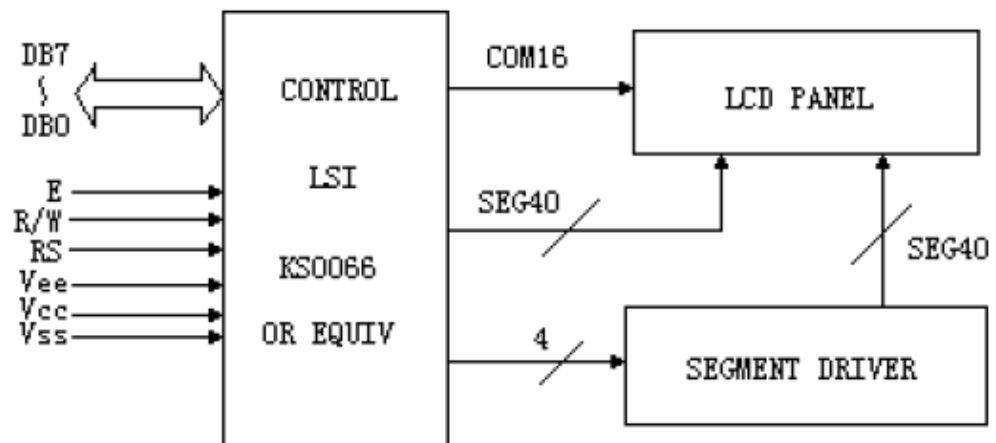 DB7
DB0
E
R/W
RS
Vee
Vcc
Vss
CONTROL
LSI
KS0066
OR EQUIV
COM16
SEG40
4
LCD PANEL
SEG40
SEGMENT DRIVER